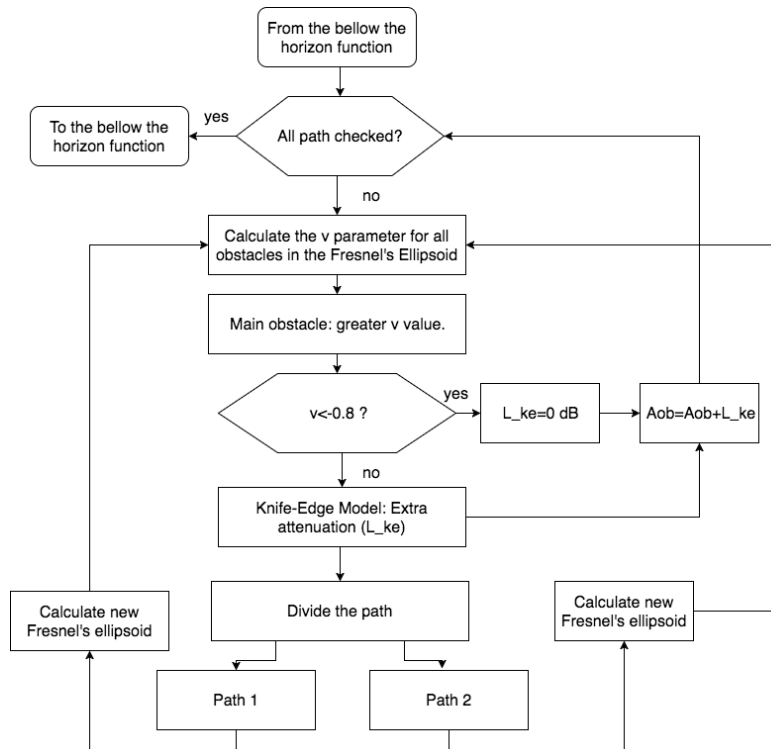 From the bellow the
horizon function
yes
To the bellow the
horizon function
All path checked?
no
Calculate the v parameter for all
obstacles in the Fresnel's Ellipsoid
Main obstacle: greater v value.
v<-0.8 ?
yes
L_ke=0 dB
Aob=Aob+L_ke
no
Knife-Edge Model: Extra
attenuation (L_ke)
Calculate new
Fresnel's ellipsoid
Divide the path
Calculate new
Fresnel's ellipsoid
Path 1
Path 2